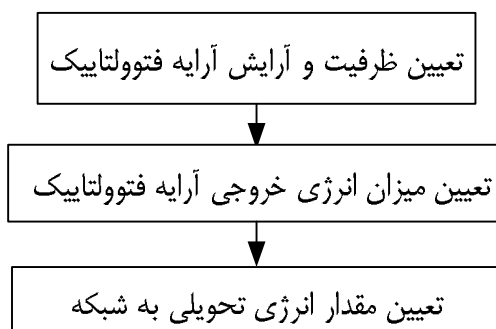 تعیین ظرفیت و آرایش آرایه فتوولتاییک
تعیین میزان انرژی خروجی آرایه فتوولتاییک
تعیین مقدار انرژی تحویلی به شبکه